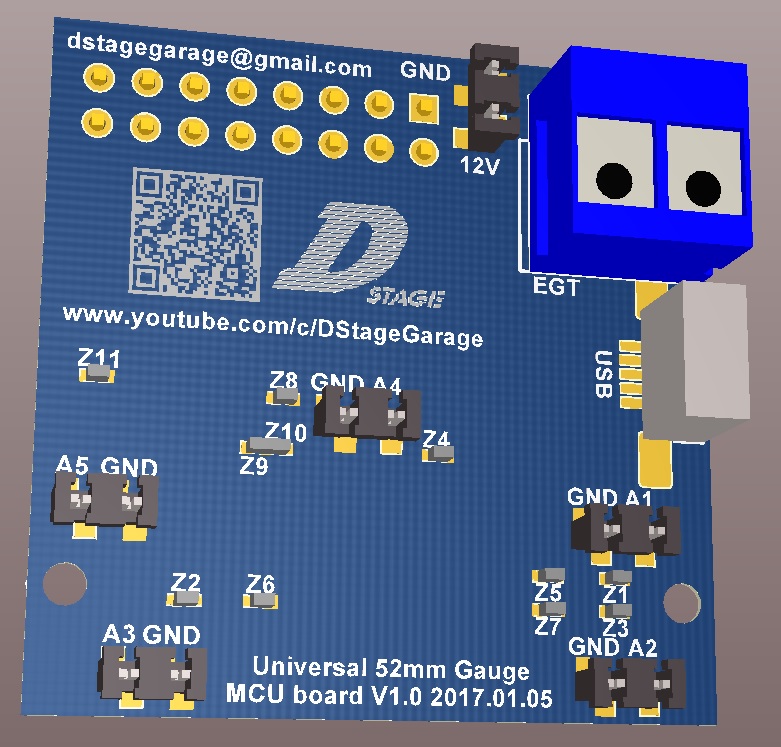 dstagegarage@gmail.com
GND
12V
D
STAGE
EGT
www.youtube.com/c/DStageGarage
USB
Z11
Z8
GND A4
Z10
Z9
Z4
A5 GND
GND A1
Z2
Z6
Z5
Z1
Z7
Z3
A3 GND
GND A2
Universal 52mm Gauge
MCU board V1.0 2017.01.05